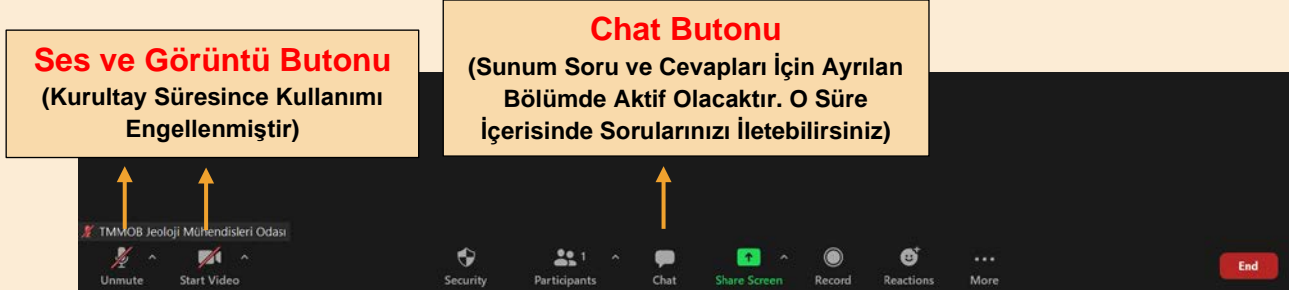 Ses ve Görüntü Butonu
(Kurultay Süresince Kullanımı
Engellenmiştir)
Chat Butonu
(Sunum Soru ve Cevapları İçin Ayrılan
Bölümde Aktif Olacaktır. O Süre
İçerisinde Sorularınızı İletebilirsiniz)
TMMOB Jeoloji Mühendisleri Odası
Unmute
Start Video
Security
1
Participants
Chat
Share Screen
Record
Reactions
More
End